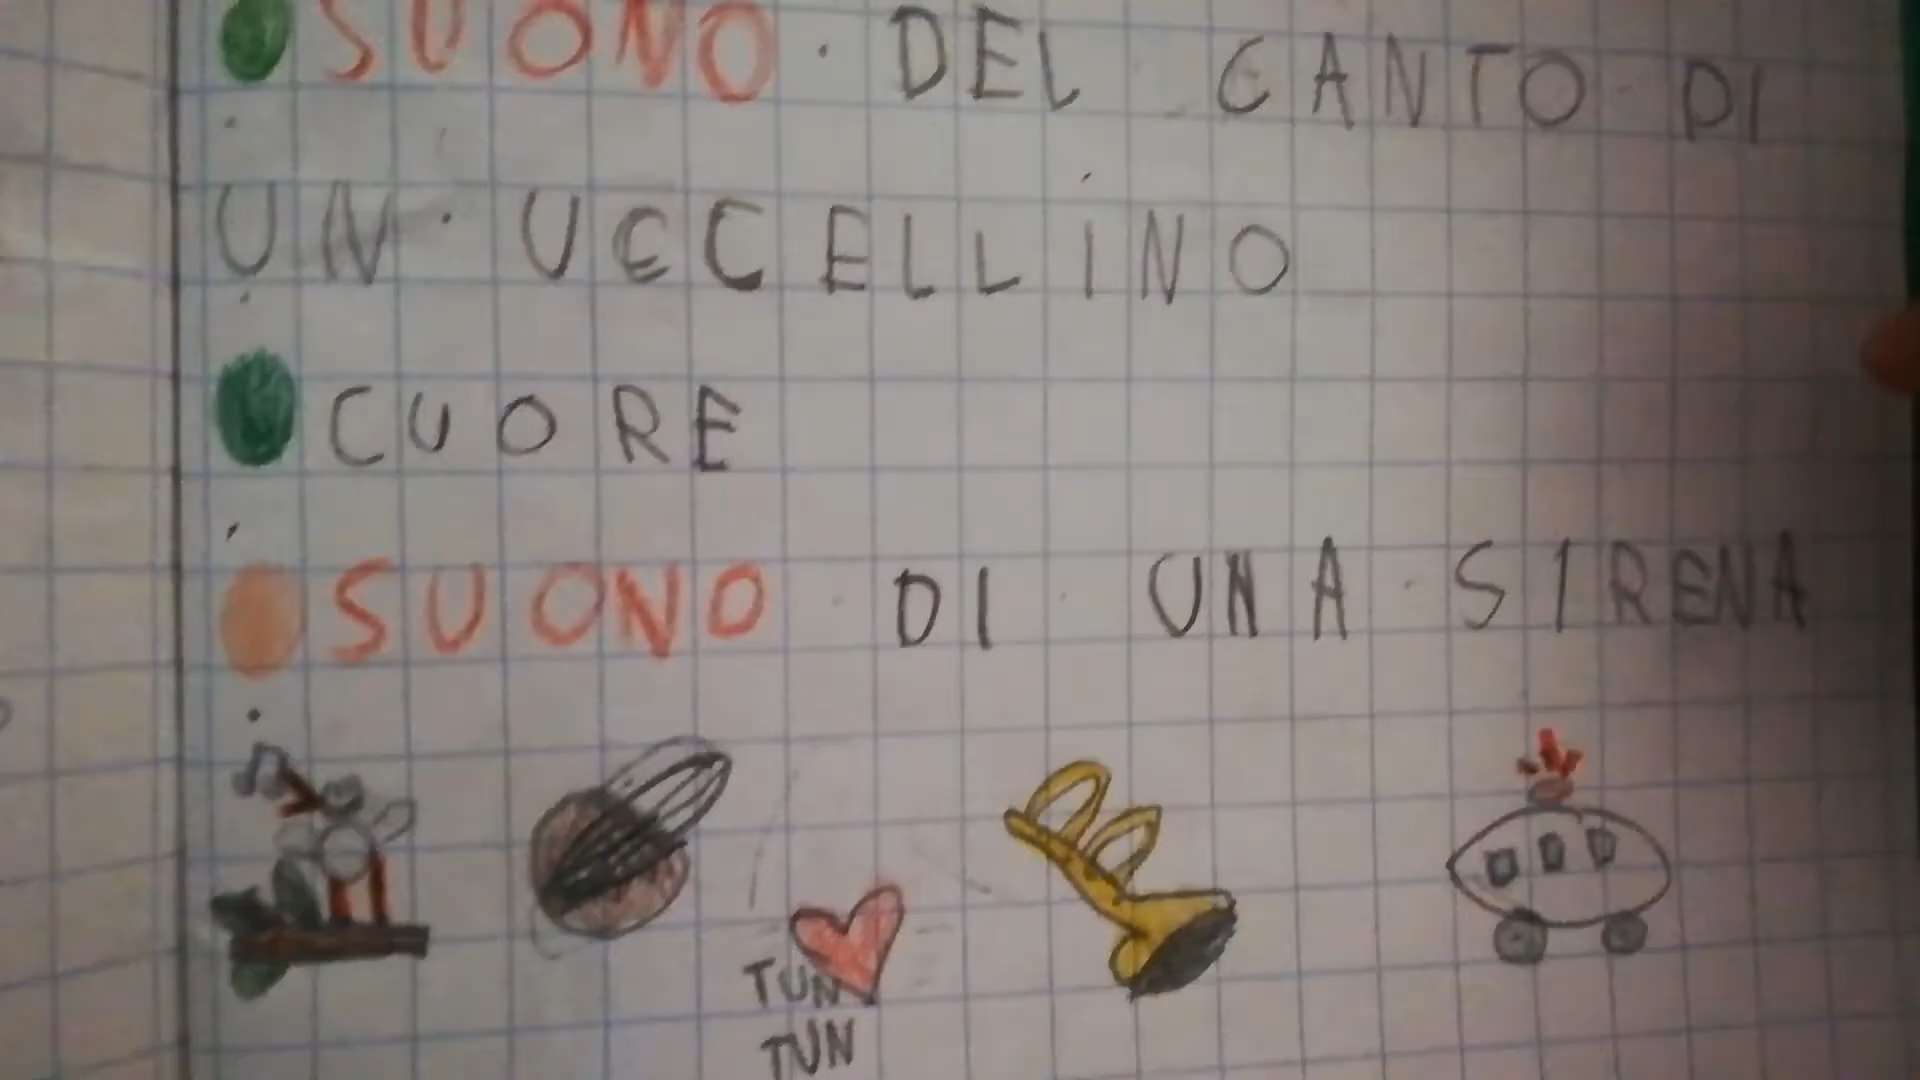 SUONO DEL CANTO DI
UN UCCELLINO
CUORE
SUONO DI UNA SIRENA
TUN
TUN